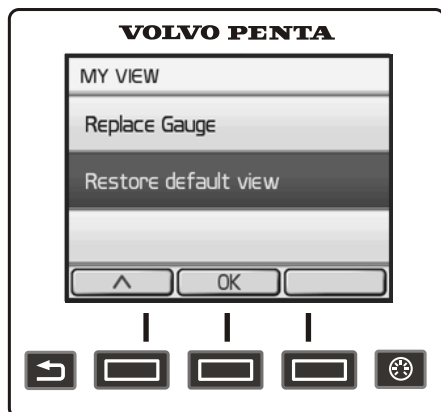 VOLVO PENTA
MY VIEW
Replace Gauge
Restore default view
OK